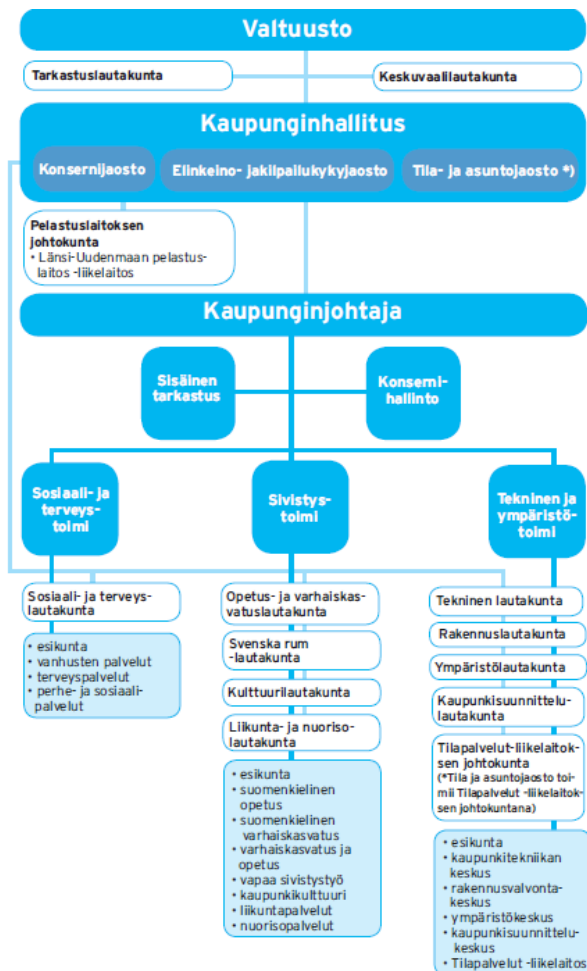 Valtuusto
Tarkastuslautakunta
Keskuvaalilautakunta
Kaupunginhallitus
Konsernijaosto
Elinkeino- jakilpailukykyjaosto
Tila- ja asuntojaosto *)
Pelastuslaitoksen
johtokunta
• Länsi-Uudenmaan pelastus-
laitos -liikelaitos
Kaupunginjohtaja
Sisäinen
tarkastus
Konserni-
hallinto
Sosiaali- ja
terveys-
toimi
Sivistys-
toimi
Tekninen ja
ympäristö-
toimi
Sosiaali- ja terveys-
lautakunta
• esikunta
• vanhusten palvelut
• terveyspalvelut
• perhe- ja sosiaali-
palvelut
Opetus- ja varhaiskas-
vatuslautakunta
Svenska rum
-lautakunta
Kulttuurilautakunta
Liikunta- ja nuoriso-
lautakunta
• esikunta
• suomenkielinen
opetus
• suomenkielinen
varhaiskasvatus
• varhaiskasvatus ja
opetus
• vapaa sivistystyö
• kaupunkikulttuuri
• liikuntapalvelut
• nuorisopalvelut
Tekninen lautakunta
Rakennuslautakunta
Ympäristölautakunta
Kaupunkisuunnittelu-
lautakunta
Tilapalvelut-liikelaitok-
sen johtokunta
(*Tila ja asuntojaosto toi-
mii Tilapalvelut -liikelaitok-
sen johtokuntana)
• esikunta
• kaupunkitekniikan
keskus
• rakennusvalvonta-
keskus
• ympäristökeskus
• kaupunkisuunnittelu-
keskus
• Tilapalvelut -liikelaitos